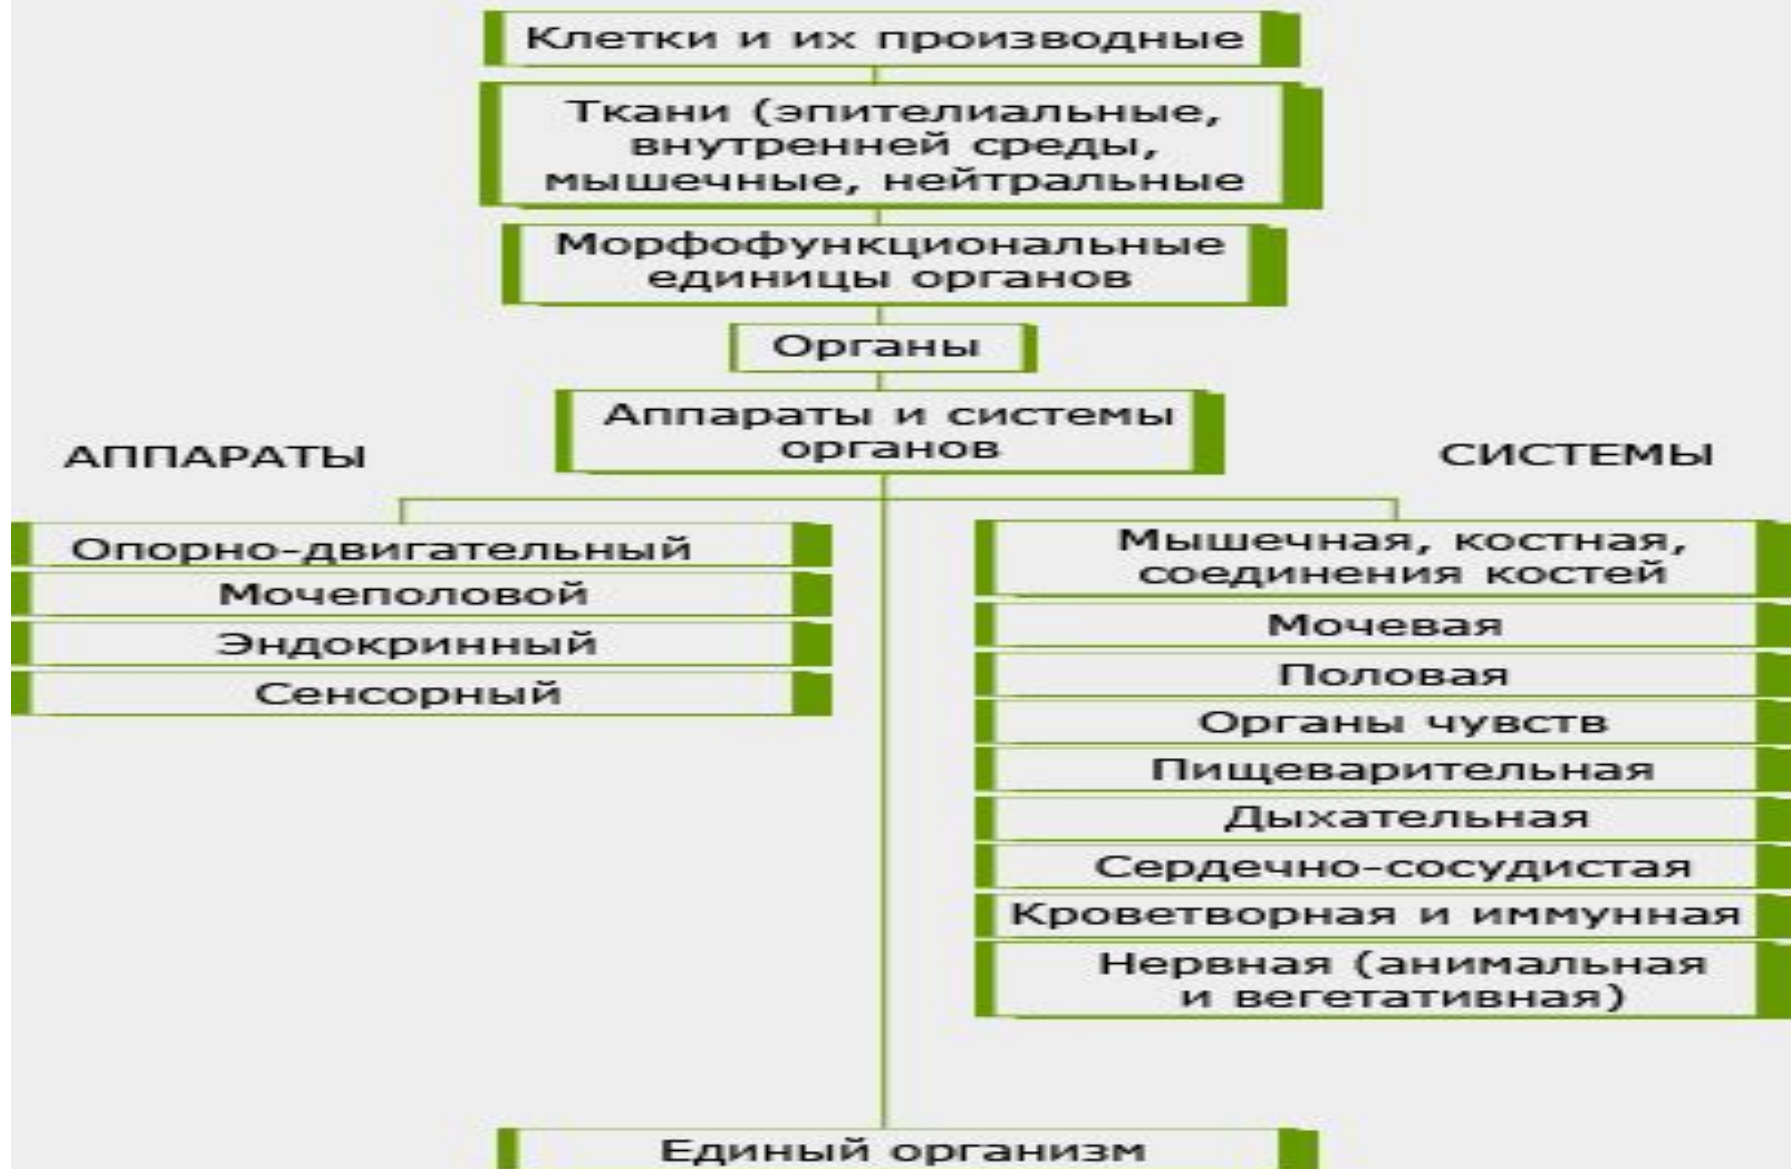 Клетки и их производные
Ткани (эпителиальные,
внутренней среды,
мышечные, нейтральные
Морфофункциональные
единицы органов
Органы
Аппараты и системы
органов
АППАРАТЫ
Опорно-двигательный
Мочеполовой
Эндокринный
Сенсорный
СИСТЕМЫ
Мышечная, костная,
соединения костей
Мочевая
Половая
Органы чувств
Пищеварительная
Дыхательная
Сердечно-сосудистая
Кроветворная и иммунная
Нервная (анимальная
и вегетативная)
Единый организм